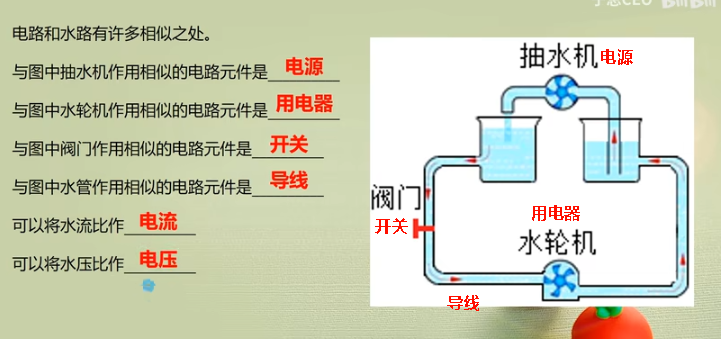 电路和水路有许多相似之处。
与图中抽水机作用相似的电路元件是 电源
与图中水轮机作用相似的电路元件是 用电器
与图中阀门作用相似的电路元件是 开关
与图中水管作用相似的电路元件是 导线
可以将水流比作 电流
可以将水压比作 电压
抽水机 电源
阀门
开关
用电器
水轮机
导线